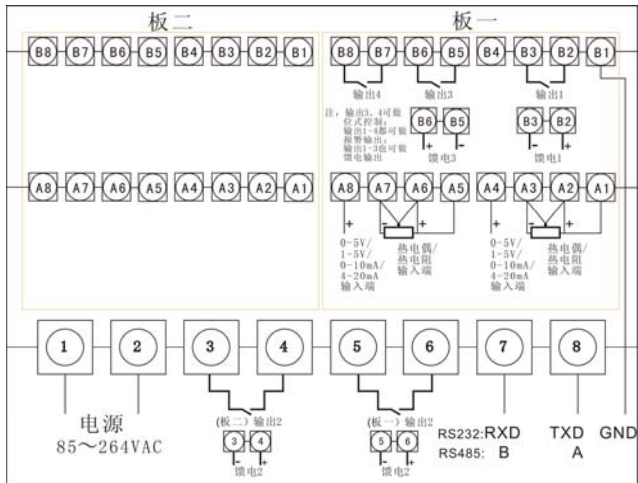 板二 板一
B8 B7 B6 B5 B4 B3 B2 B1 B8 B7 B6 B5 B4 B3 B2 B1
输出4 输出3 输出1
注：输出3、4可做
位式控制；
输出1-4都可做
报警输出；
输出1-3也可做
馈电输出
B6 B5 B3 B2
+ - + -
馈电3 馈电1
A8 A7 A6 A5 A4 A3 A2 A1 A8 A7 A6 A5 A4 A3 A2 A1
+ - + + - +
0-5V/
1-5V/
0-10mA/
4-20mA
输入端
热电偶/
热电阻
输入端
0-5V/
1-5V/
0-10mA/
4-20mA
输入端
热电偶/
热电阻
输入端
1 2 3 4 5 6 7 8
电源
85～264VAC
(板二) 输出2
3 4
- +
馈电2
(板一) 输出2
5 6
- +
馈电2
RS232:RXD TXD GND
RS485: B A